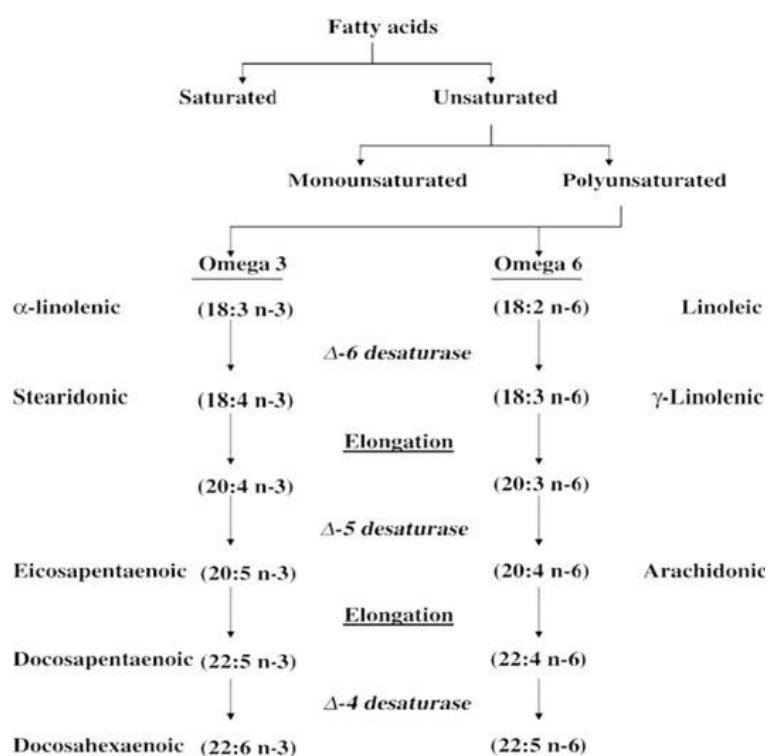 Fatty acids
Saturated Unsaturated
Monounsaturated Polyunsaturated
Omega 3 Omega 6
α-linolenic (18:3 n-3) (18:2 n-6) Linoleic
Δ-6 desaturase
Stearidonic (18:4 n-3) (18:3 n-6) γ-Linolenic
Elongation
(20:4 n-3) (20:3 n-6)
Δ-5 desaturase
Eicosapentaenoic (20:5 n-3) (20:4 n-6) Arachidonic
Elongation
Docosapentaenoic (22:5 n-3) (22:4 n-6)
Δ-4 desaturase
Docosahexaenoic (22:6 n-3) (22:5 n-6)